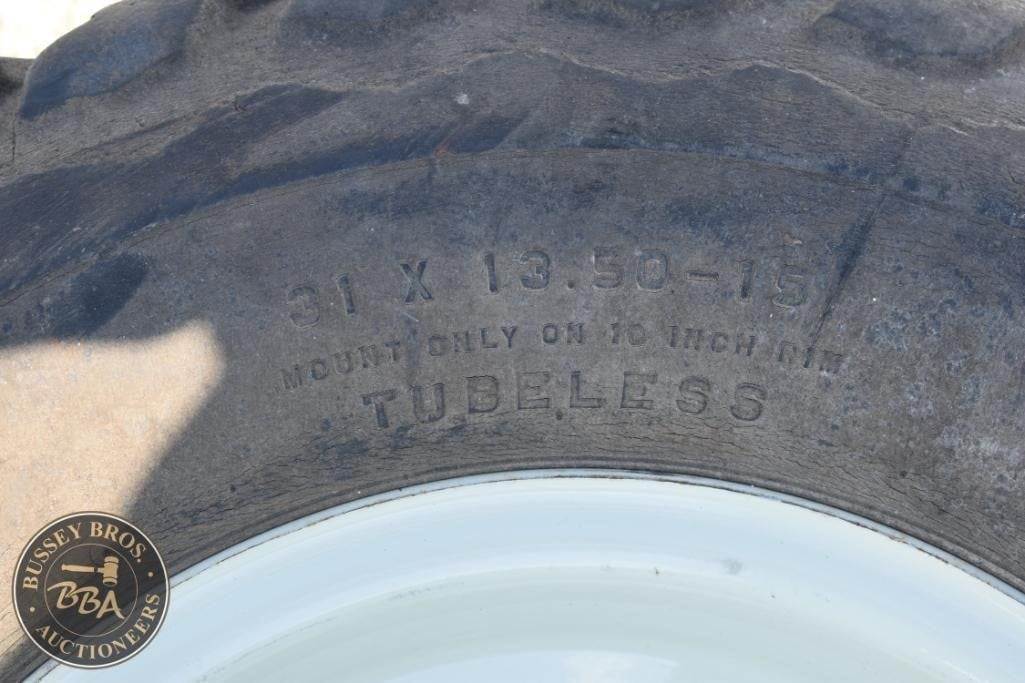 31 X 13.50-15
MOUNT ONLY ON 10 INCH RIM
TUBELESS
BUSSEY BROS.
BBA
AUCTIONEERS